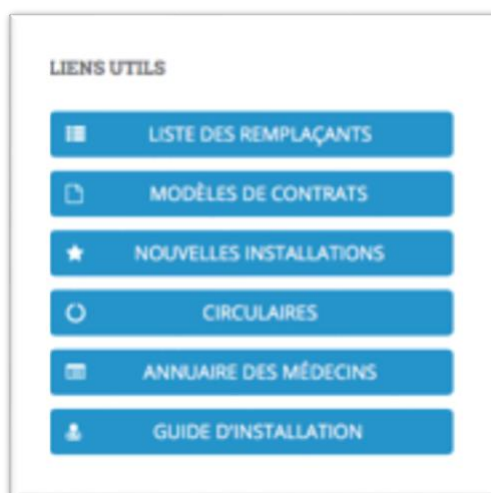 LIENS UTILS
LISTE DES REMPLAÇANTS
MODÈLES DE CONTRATS
NOUVELLES INSTALLATIONS
CIRCULAIRES
ANNUAIRE DES MÉDECINS
GUIDE D'INSTALLATION